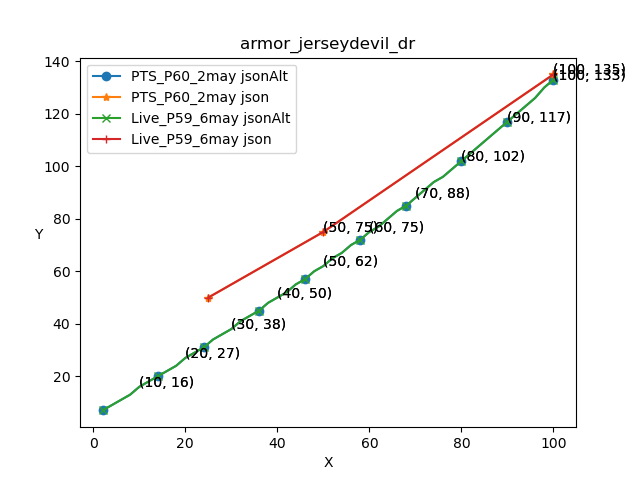 armor_jerseydevil_dr
PTS_P60_2may jsonAlt
PTS_P60_2may json
Live_P59_6may jsonAlt
Live_P59_6may json
140
120
100
80
60
40
20
Y
(100, 135)
(100, 133)
(90, 117)
(80, 102)
(70, 88)
(50, 75)
(60, 75)
(50, 62)
(40, 50)
(30, 38)
(20, 27)
(10, 16)
0 20 40 60 80 100
X